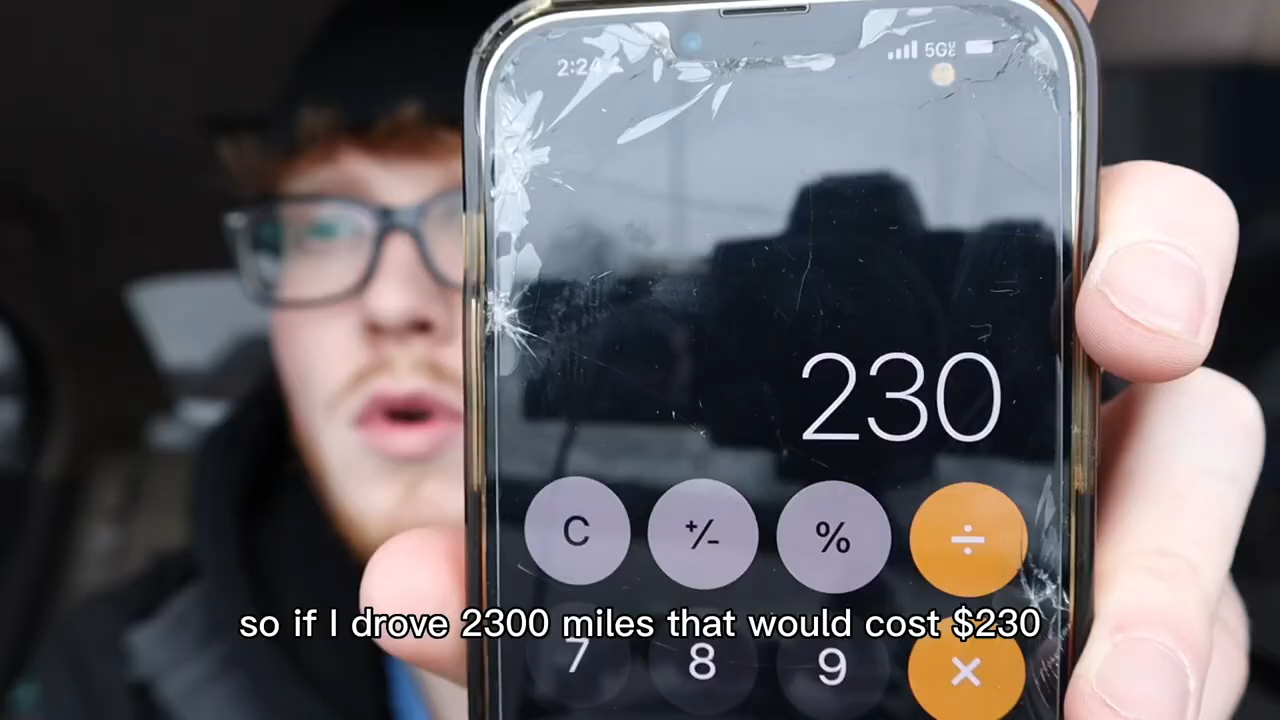 2:24
5G
230
C +/- % ÷
7 8 9 ×
so if I drove 2300 miles that would cost $230